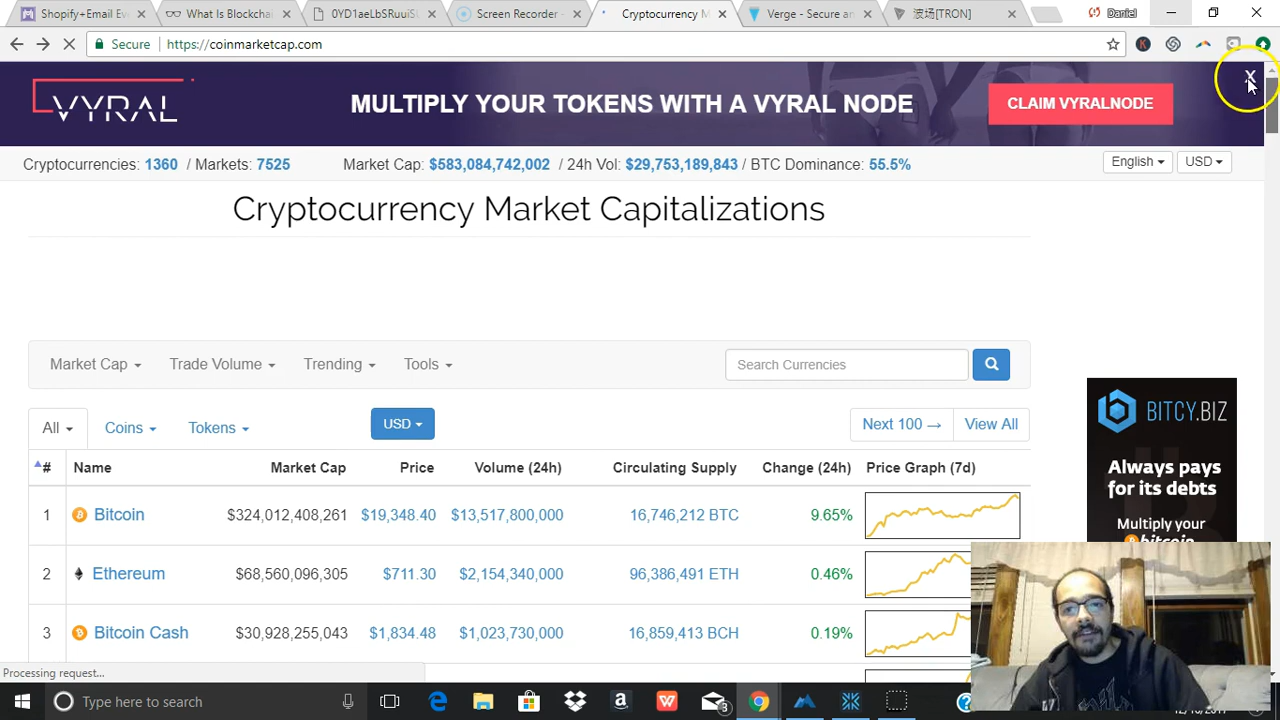 Shopify+Email Eve
What Is Blockchai
0YD1aeLbSRuuiSU
Screen Recorder -
Cryptocurrency M
Verge - Secure an
波场[TRON]
Daniel
Secure
https://coinmarketcap.com
VYRAL
MULTIPLY YOUR TOKENS WITH A VYRAL NODE
CLAIM VYRALNODE
X
Cryptocurrencies: 1360 / Markets: 7525
Market Cap: $583,084,742,002 / 24h Vol: $29,753,189,843 / BTC Dominance: 55.5%
English
USD
Cryptocurrency Market Capitalizations
Market Cap
Trade Volume
Trending
Tools
Search Currencies
All
Coins
Tokens
USD
Next 100 →
View All
# Name Market Cap Price Volume (24h) Circulating Supply Change (24h) Price Graph (7d)
1 Bitcoin $324,012,408,261 $19,348.40 $13,517,800,000 16,746,212 BTC 9.65%
2 Ethereum $68,560,096,305 $711.30 $2,154,340,000 96,386,491 ETH 0.46%
3 Bitcoin Cash $30,928,255,043 $1,834.48 $1,023,730,000 16,859,413 BCH 0.19%
BITCY.BIZ
Always pays
for its debts
Multiply your
bitcoin
Processing request...
Type here to search
3